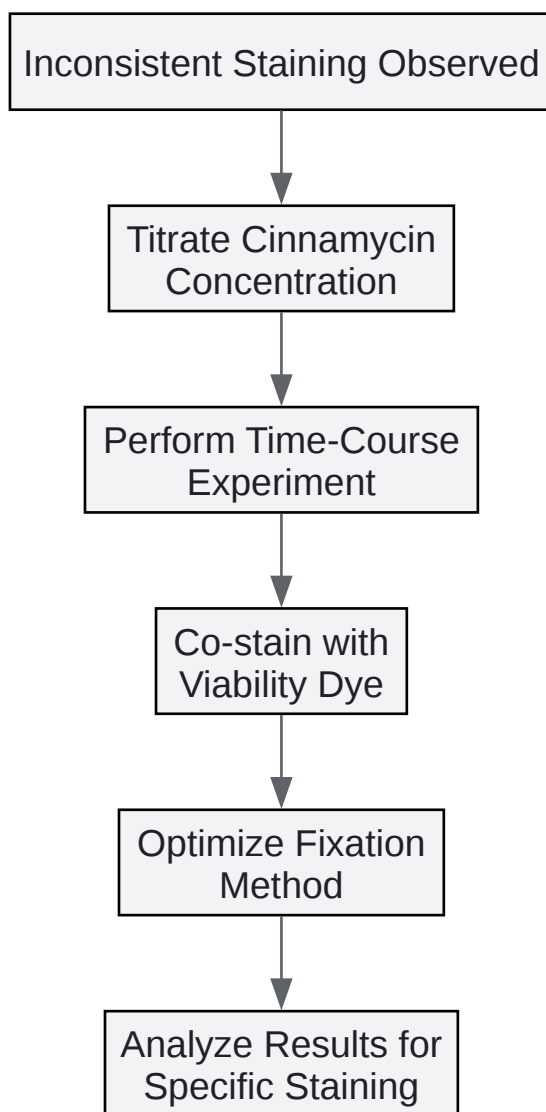 Inconsistent Staining Observed
Titrate Cinnamycin
Concentration
Perform Time-Course
Experiment
Co-stain with
Viability Dye
Optimize Fixation
Method
Analyze Results for
Specific Staining